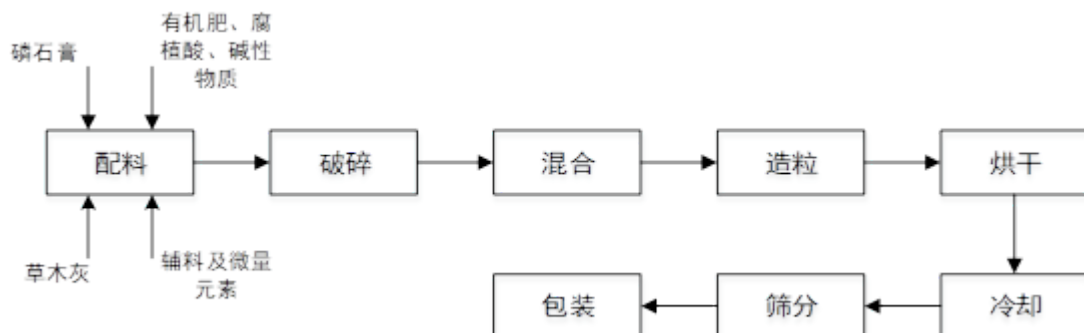 磷石膏
有机肥、腐
植酸、碱性
物质
配料
破碎
混合
造粒
烘干
草木灰
辅料及微量
元素
包装
筛分
冷却